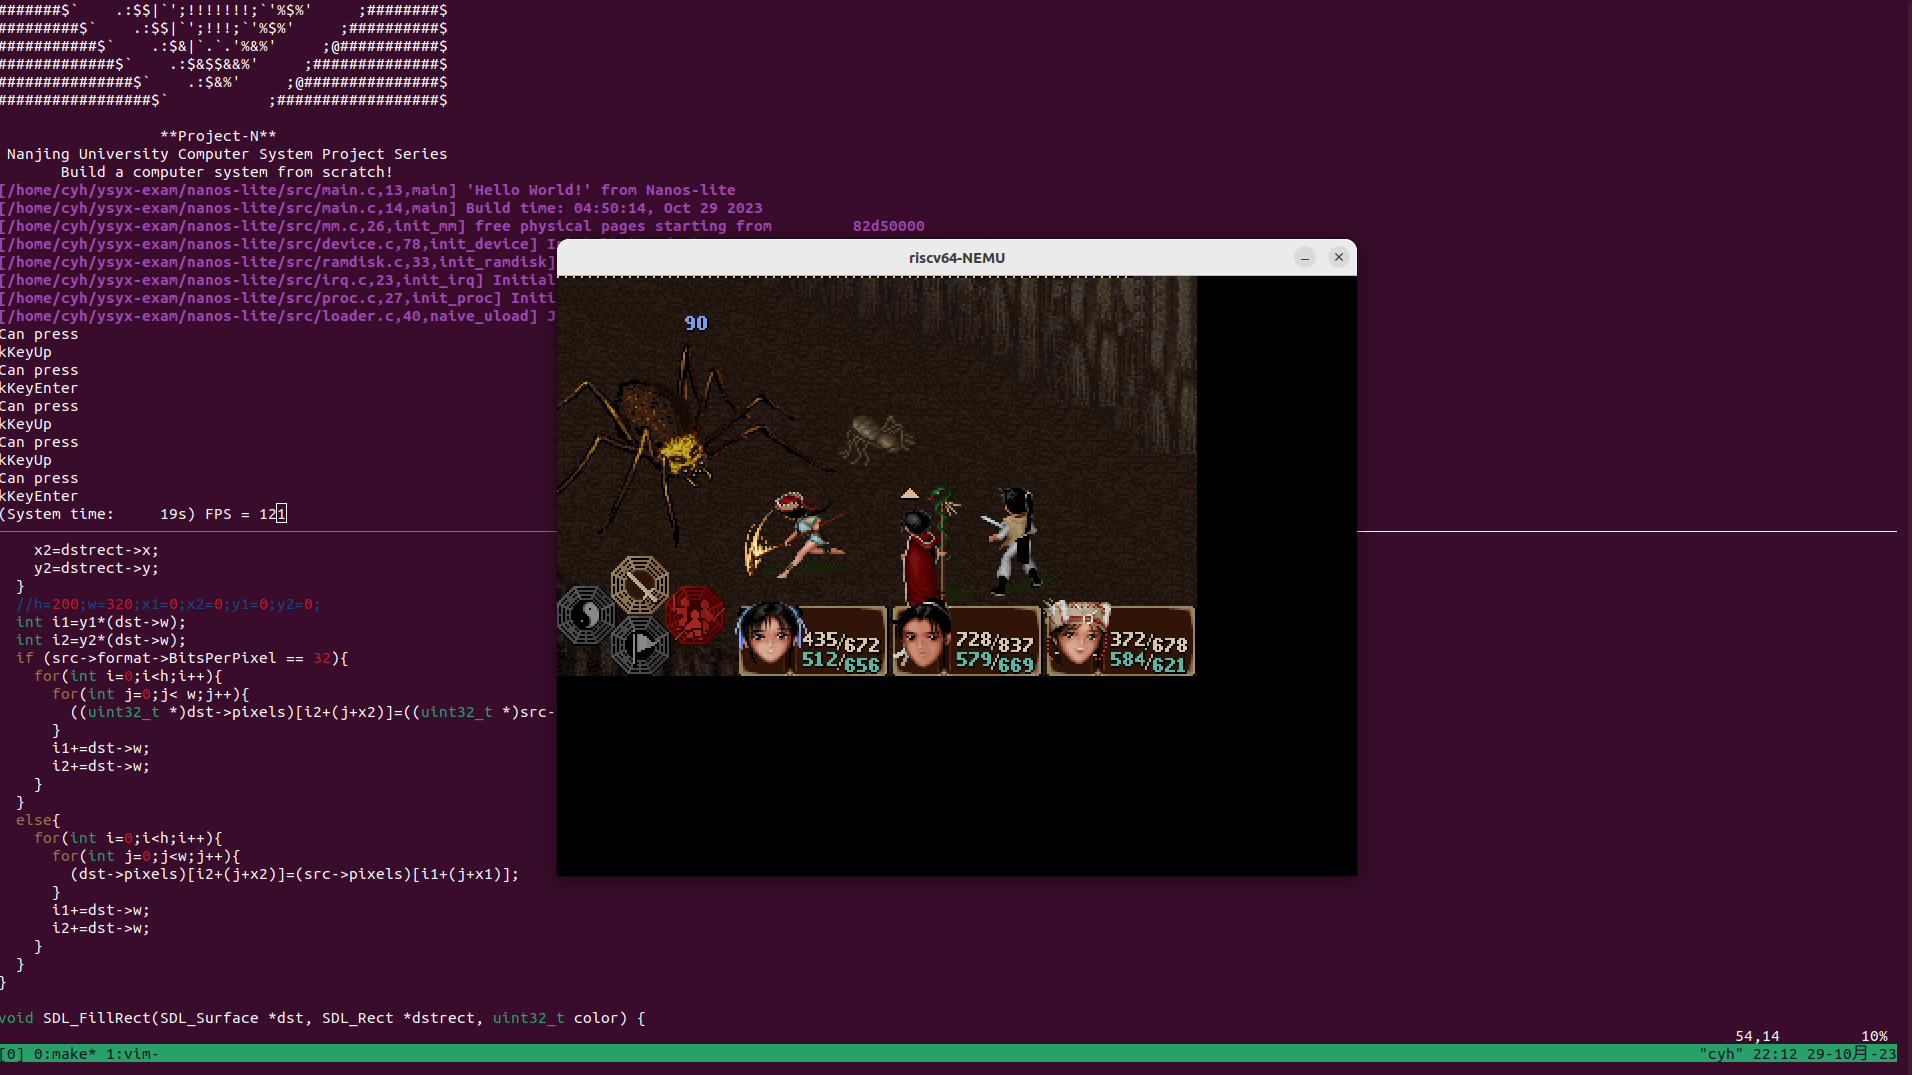 #######$`    .:$$|`';!!!!!!!;`'%$%'     ;########$
#########$`     .:$$|`';!!!;`'%$%'     ;##########$
###########$`    .:$&|`.`.'%&%'     ;@###########$
#############$`    .:$&$$&&%'     ;##############$
###############$`    .:$&%'     ;@###############$
#################$`           ;##################$
**Project-N**
Nanjing University Computer System Project Series
Build a computer system from scratch!
[/home/cyh/ysyx-exam/nanos-lite/src/main.c,13,main] 'Hello World!' from Nanos-lite
[/home/cyh/ysyx-exam/nanos-lite/src/main.c,14,main] Build time: 04:50:14, Oct 29 2023
[/home/cyh/ysyx-exam/nanos-lite/src/mm.c,26,init_mm] free physical pages starting from         82d50000
[/home/cyh/ysyx-exam/nanos-lite/src/device.c,78,init_device]
[/home/cyh/ysyx-exam/nanos-lite/src/ramdisk.c,33,init_ramdisk]
[/home/cyh/ysyx-exam/nanos-lite/src/irq.c,23,init_irq] Initial
[/home/cyh/ysyx-exam/nanos-lite/src/proc.c,27,init_proc] Initi
[/home/cyh/ysyx-exam/nanos-lite/src/loader.c,40,naive_uload] J
Can press
kKeyUp
Can press
kKeyEnter
Can press
kKeyUp
Can press
kKeyUp
Can press
kKeyEnter
(System time:     19s) FPS = 121
riscv64-NEMU
90
435/672
512/656
728/837
579/669
372/678
584/621
x2=dstrect->x;
y2=dstrect->y;
}
//h=200;w=320;x1=0;x2=0;y1=0;y2=0;
int i1=y1*(dst->w);
int i2=y2*(dst->w);
if (src->format->BitsPerPixel == 32){
for(int i=0;i<h;i++){
for(int j=0;j< w;j++){
((uint32_t *)dst->pixels)[i2+(j+x2)]=((uint32_t *)src-
}
i1+=dst->w;
i2+=dst->w;
}
}
else{
for(int i=0;i<h;i++){
for(int j=0;j<w;j++){
(dst->pixels)[i2+(j+x2)]=(src->pixels)[i1+(j+x1)];
}
i1+=dst->w;
i2+=dst->w;
}
}
}
void SDL_FillRect(SDL_Surface *dst, SDL_Rect *dstrect, uint32_t color) {
54,14         10%
[0] 0:make* 1:vim-
"cyh" 22:12 29-10月-23